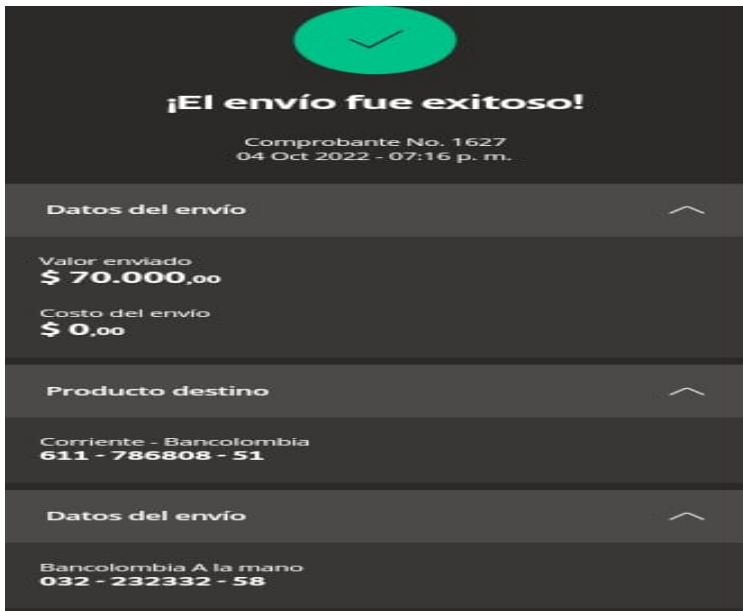 ¡El envío fue exitoso!
Comprobante No. 1627
04 Oct 2022 - 07:16 p. m.
Datos del envío
Valor enviado
$ 70.000,00
Costo del envío
$ 0,00
Producto destino
Corriente - Bancolombia
611 - 786808 - 51
Datos del envío
Bancolombia A la mano
032 - 232332 - 58